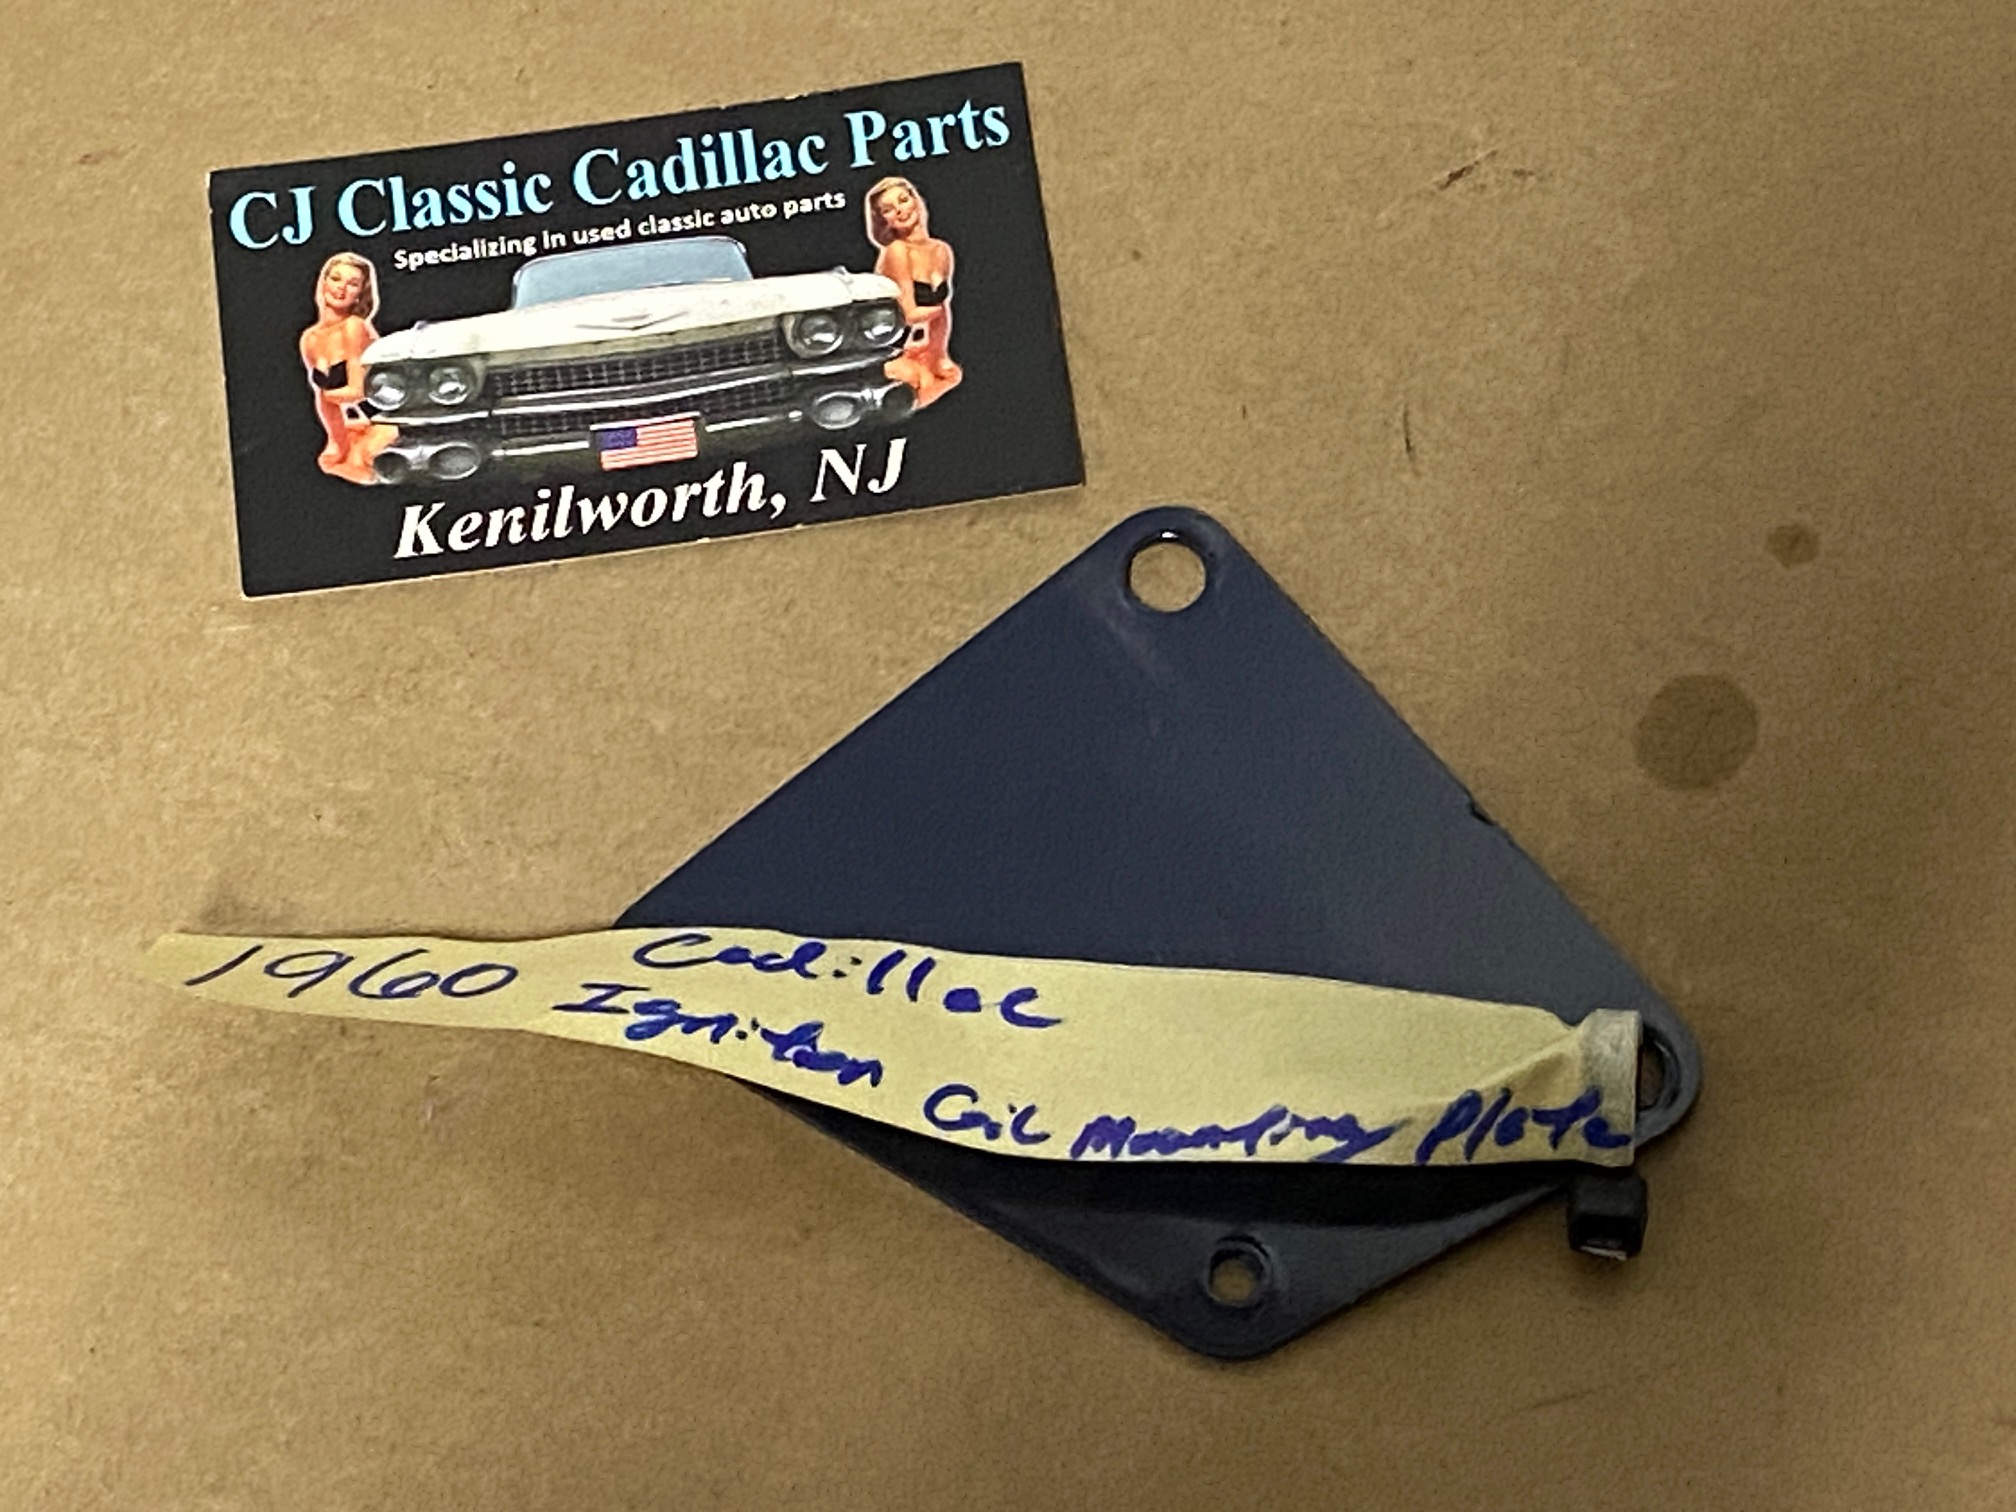 CJ Classic Cadillac Parts
Specializing in used classic auto parts
Kenilworth, NJ
1960 Cadillac
Ignition Coil Mounting Plate